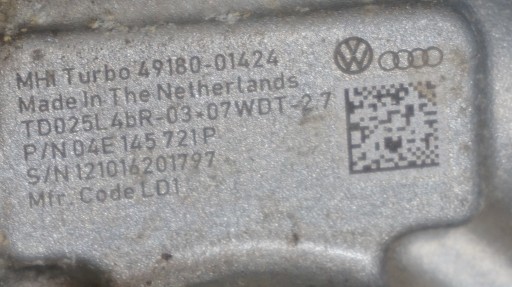 MHI Turbo 49180-01424
Made In The Netherlands
TD025L4bR-03*07WDT-2.7
P/N 04E 145 721 P
S/N 121016201797
Mfr. Code LD1